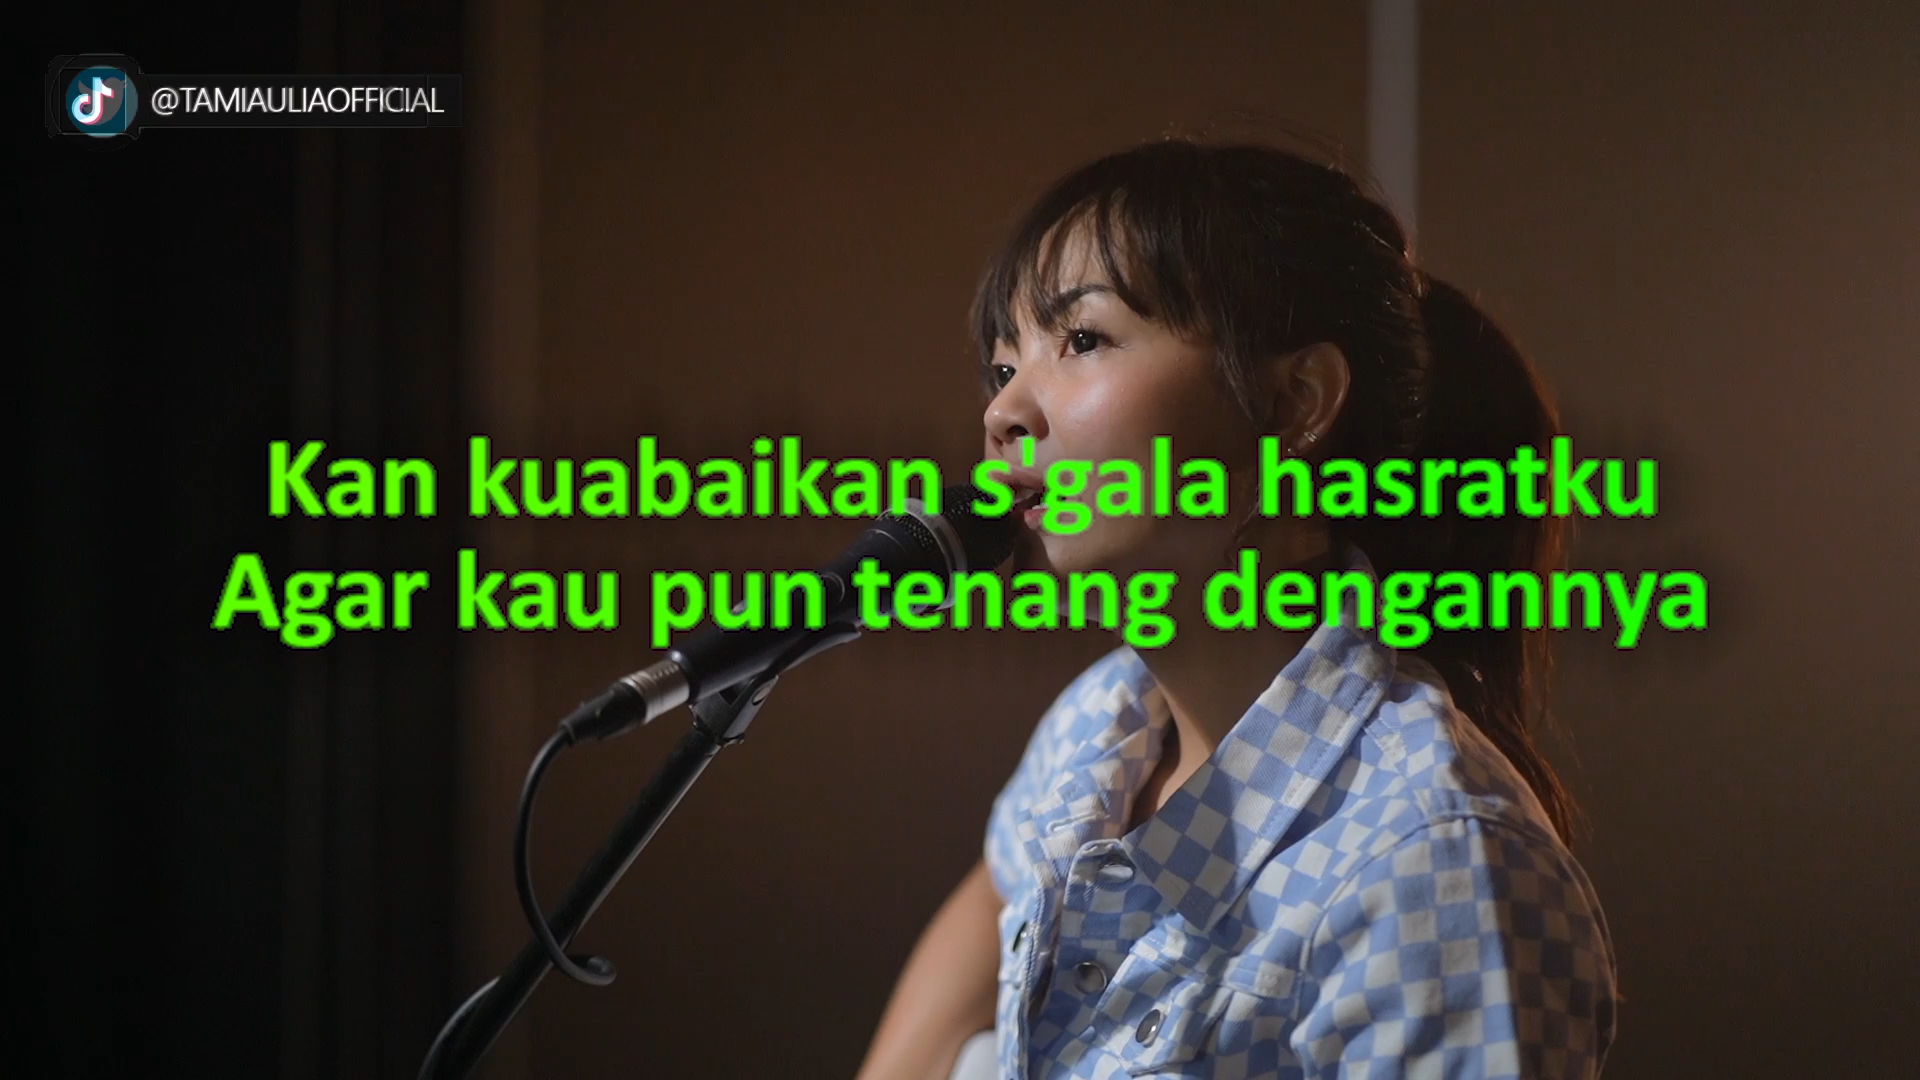 @TAMIAULIAOFFICIAL
Kan kuabaikan s'gala hasratku
Agar kau pun tenang dengannya